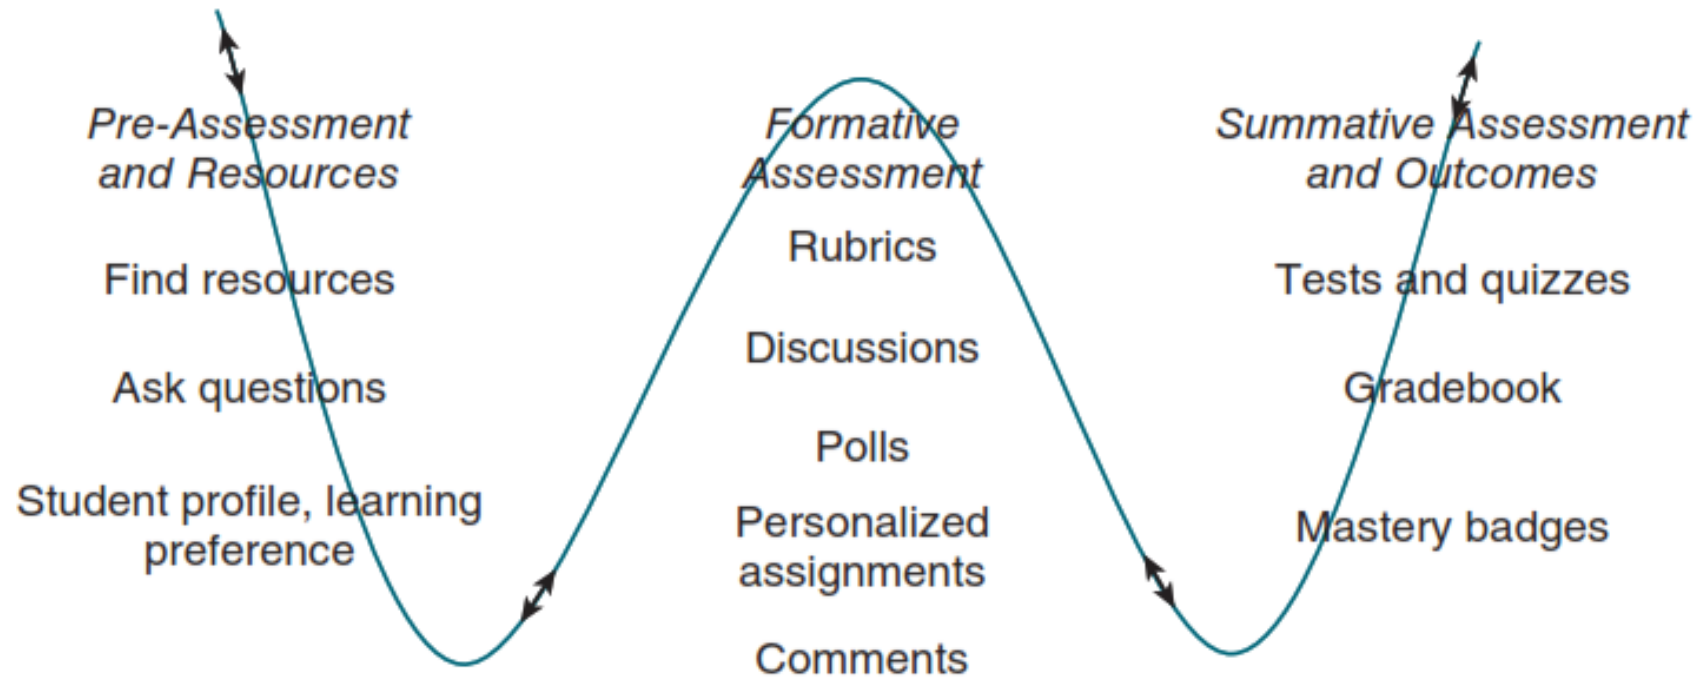 Pre-Assessment
and Resources
Find resources
Ask questions
Student profile, learning
preference
Formative
Assessment
Rubrics
Discussions
Polls
Personalized
assignments
Comments
Summative Assessment
and Outcomes
Tests and quizzes
Gradebook
Mastery badges